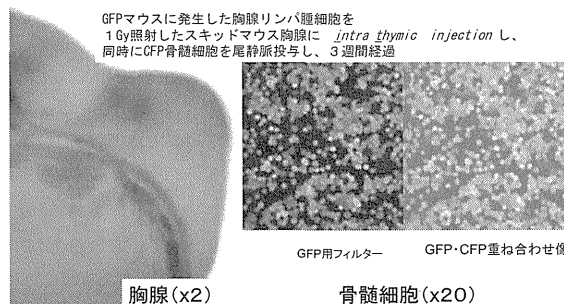 GFPマウスに発生した胸腺リンパ腫細胞を
１Gy照射したスキッドマウス胸腺に intra thymic injection し、
同時にCFP骨髄細胞を尾静脈投与し、３週間経過
GFP用フィルター
GFP・CFP重ね合わせ像
胸腺(x2)
骨髄細胞(x20)